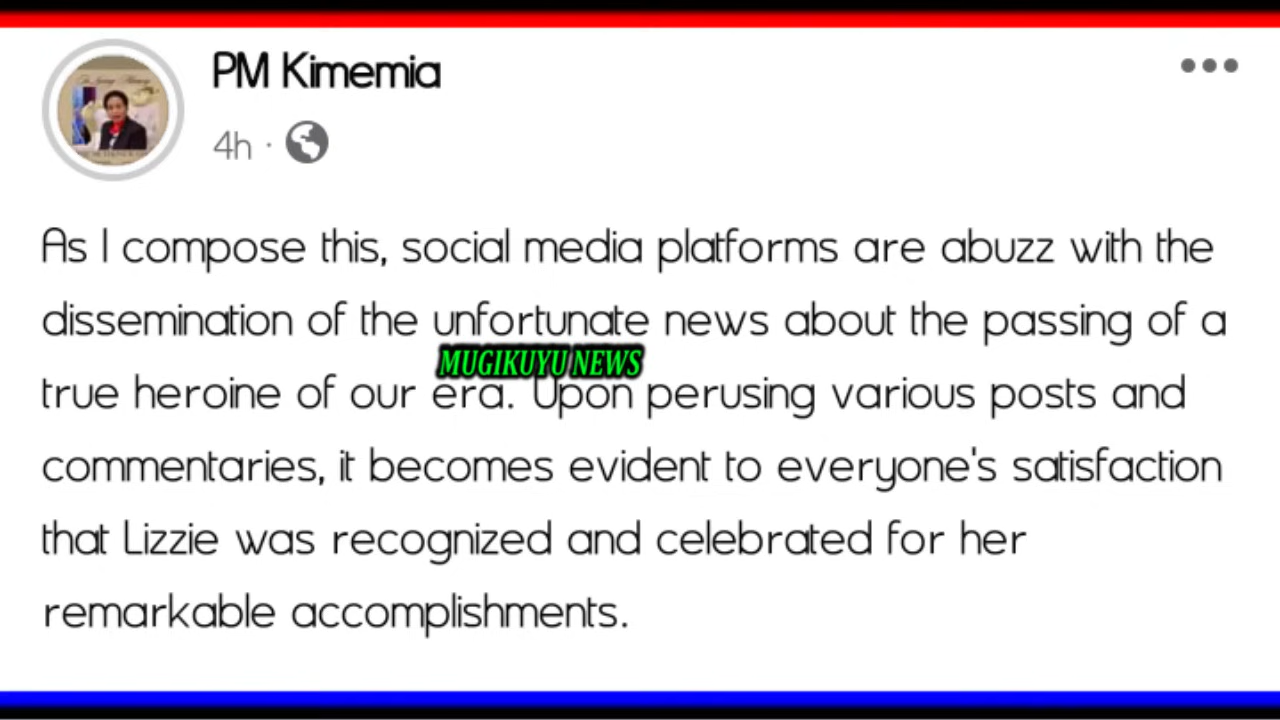 PM Kimemia
4h ·
As I compose this, social media platforms are abuzz with the
dissemination of the unfortunate news about the passing of a
MUGIKUYU NEWS
true heroine of our era. Upon perusing various posts and
commentaries, it becomes evident to everyone's satisfaction
that Lizzie was recognized and celebrated for her
remarkable accomplishments.